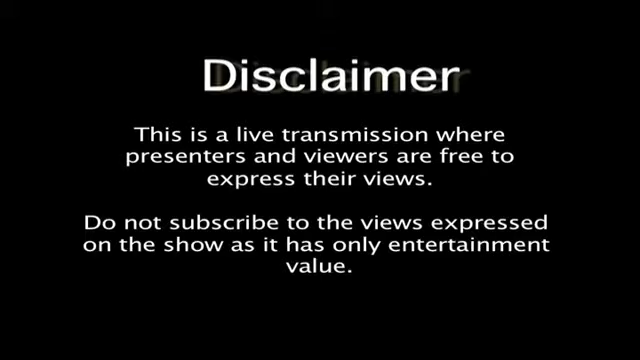 Disclaimer
This is a live transmission where
presenters and viewers are free to
express their views.
Do not subscribe to the views expressed
on the show as it has only entertainment
value.